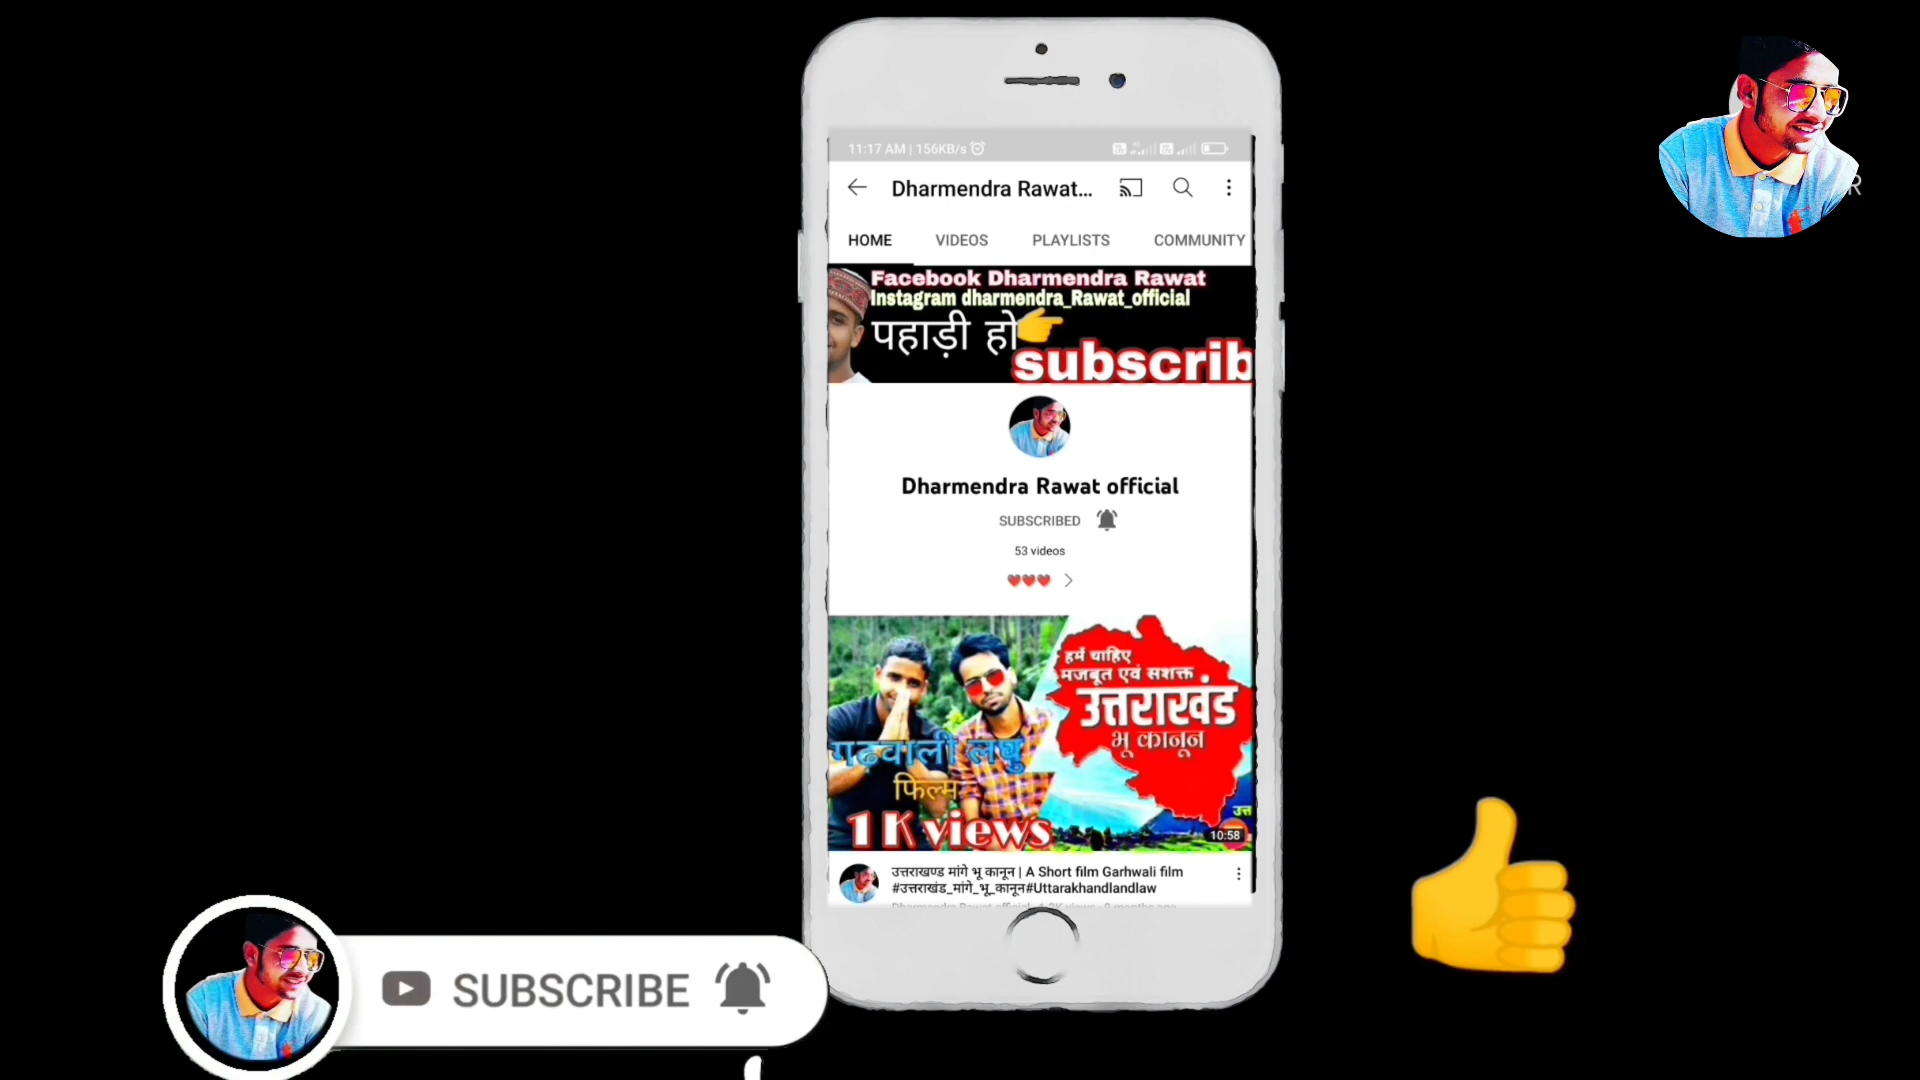 11:17 AM | 156KB/s
Dharmendra Rawat...
HOME VIDEOS PLAYLISTS COMMUNITY
Facebook Dharmendra Rawat
Instagram dharmendra_Rawat_official
पहाड़ी हो
subscrib
Dharmendra Rawat official
SUBSCRIBED
53 videos
हमें चाहिए
मजबूत एवं सशक्त
उत्तराखंड
भू कानून
गढ़वाली लघु
फिल्म
1K views
उत्त
10:58
उत्तराखण्ड मांगे भू कानून | A Short film Garhwali film
#उत्तराखंड_मांगे_भू_कानून#Uttarakhandlandlaw
SUBSCRIBE
R